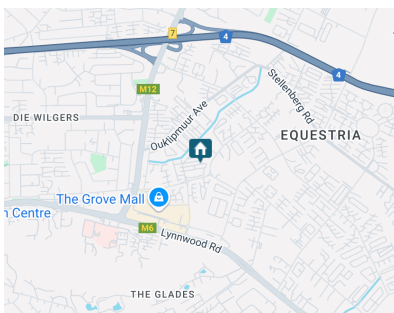 7
4
4
M12
Stellenberg Rd
Ouklipmuur Ave
DIE WILGERS
EQUESTRIA
The Grove Mall
n Centre
M6
Lynnwood Rd
THE GLADES